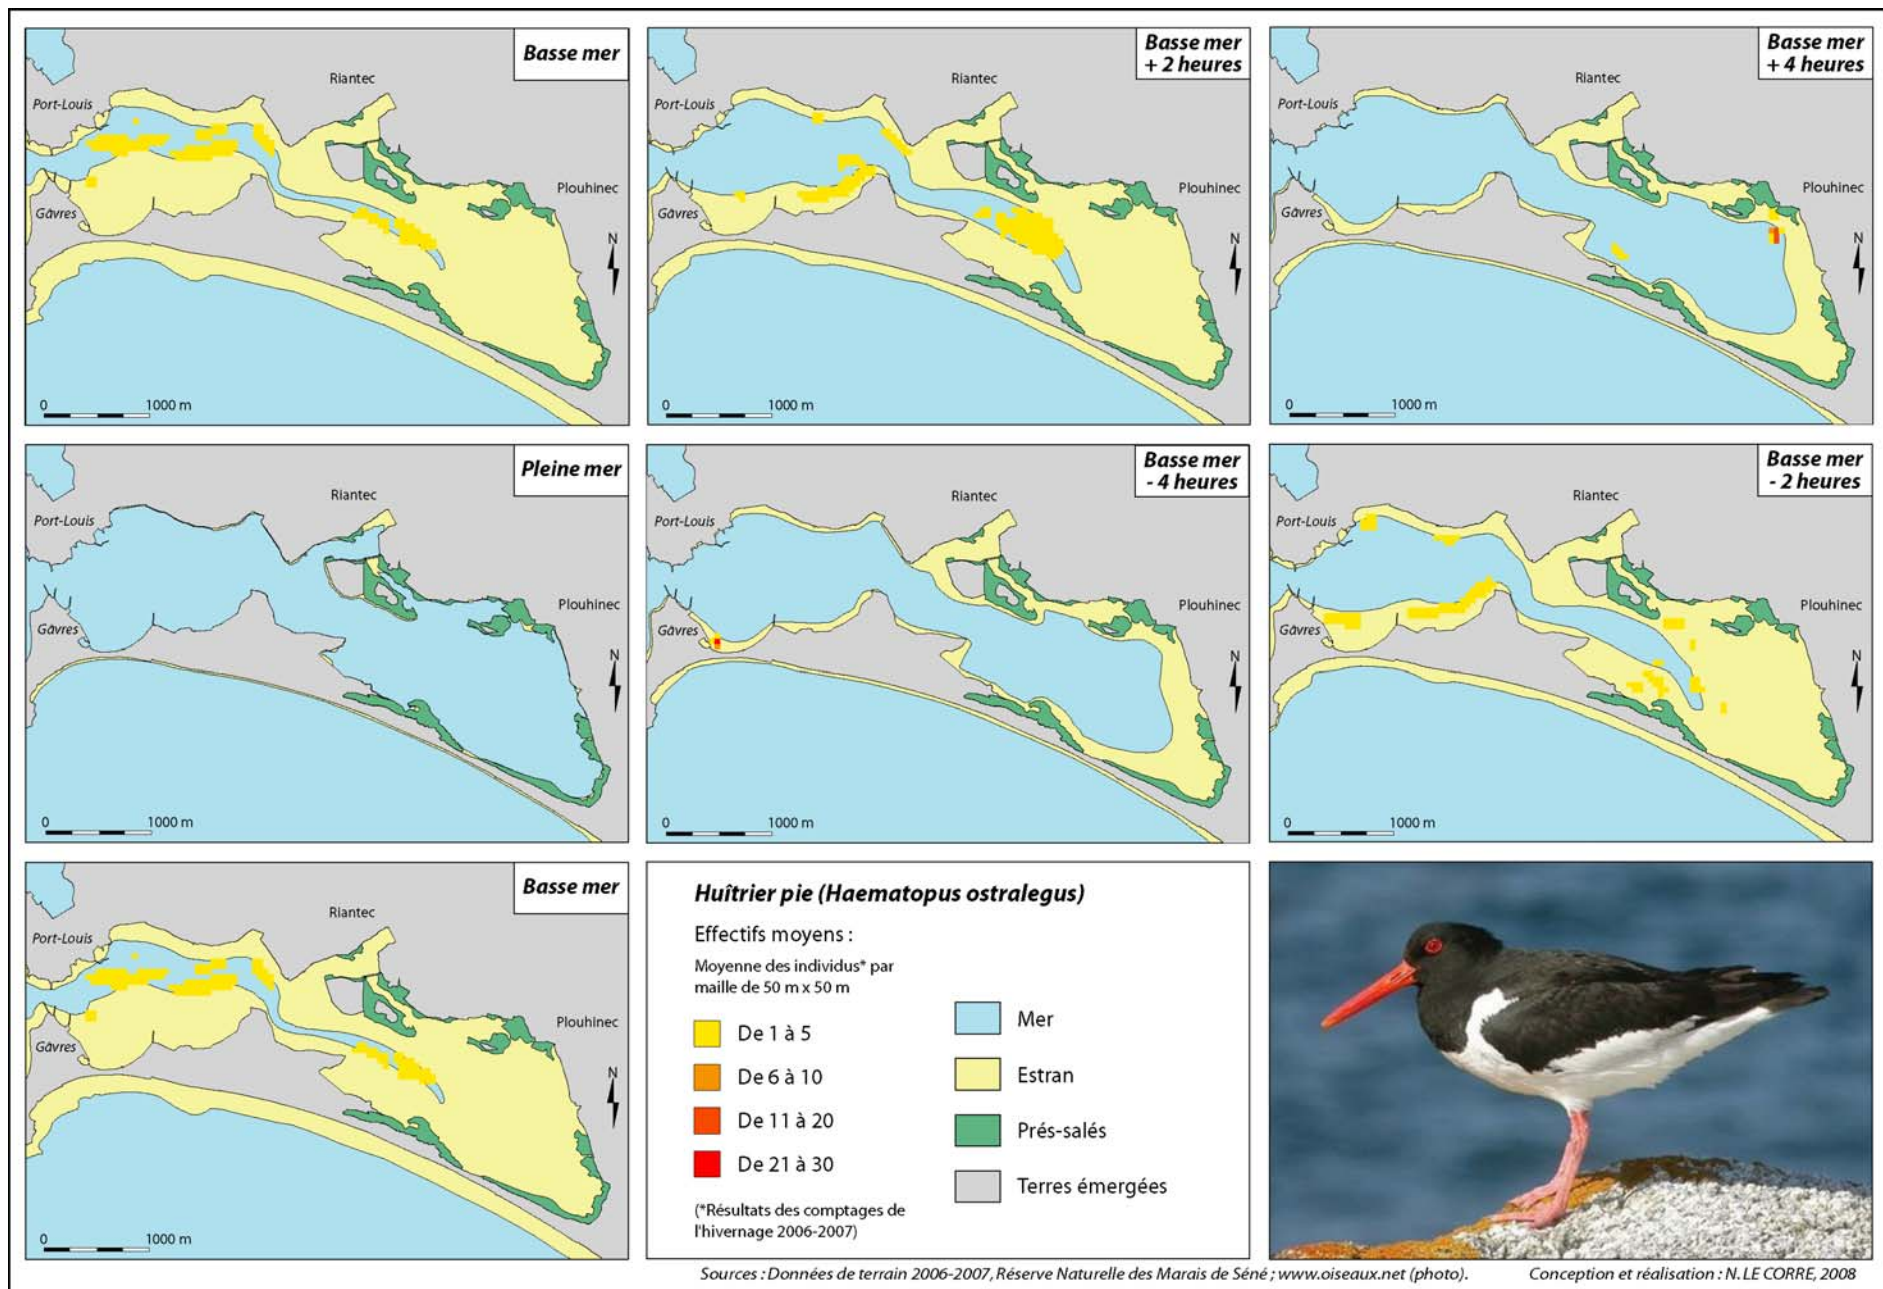 Basse mer
Riantec
Port-Louis
Plouhinec
Gâvres
N
0 1000 m
Basse mer
+ 2 heures
Riantec
Port-Louis
Plouhinec
Gâvres
N
0 1000 m
Basse mer
+ 4 heures
Riantec
Port-Louis
Plouhinec
Gâvres
N
0 1000 m
Pleine mer
Riantec
Port-Louis
Plouhinec
Gâvres
N
0 1000 m
Basse mer
- 4 heures
Riantec
Port-Louis
Plouhinec
Gâvres
N
0 1000 m
Basse mer
- 2 heures
Riantec
Port-Louis
Plouhinec
Gâvres
N
0 1000 m
Basse mer
Riantec
Port-Louis
Plouhinec
Gâvres
N
0 1000 m
Huîtrier pie (Haematopus ostralegus)
Effectifs moyens :
Moyenne des individus* par
maille de 50 m x 50 m
De 1 à 5
De 6 à 10
De 11 à 20
De 21 à 30
(*Résultats des comptages de
l'hivernage 2006-2007)
Mer
Estran
Prés-salés
Terres émergées
Sources : Données de terrain 2006-2007, Réserve Naturelle des Marais de Séné ; www.oiseaux.net (photo).
Conception et réalisation : N. LE CORRE, 2008